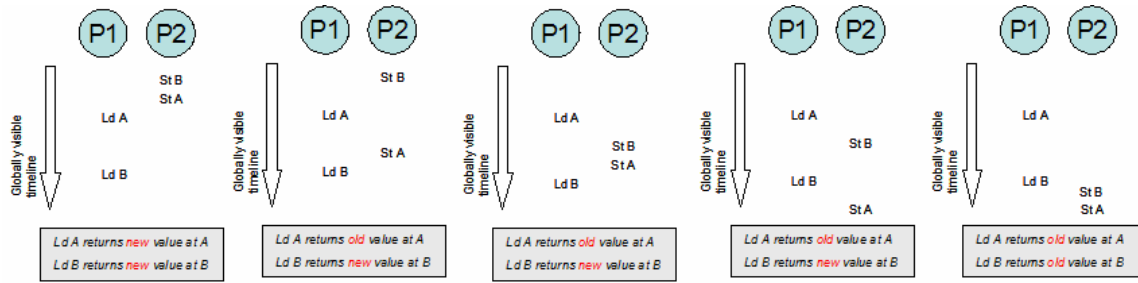 P1 P2
St B
St A
Ld A
Ld B
Globally visible
timeline
Ld A returns new value at A
Ld B returns new value at B
P1 P2
St B
Ld A
St A
Ld B
Globally visible
timeline
Ld A returns old value at A
Ld B returns new value at B
P1 P2
Ld A
St B
St A
Ld B
Globally visible
timeline
Ld A returns old value at A
Ld B returns new value at B
P1 P2
Ld A
St B
Ld B
St A
Globally visible
timeline
Ld A returns old value at A
Ld B returns new value at B
P1 P2
Ld A
Ld B
St B
St A
Globally visible
timeline
Ld A returns old value at A
Ld B returns old value at B